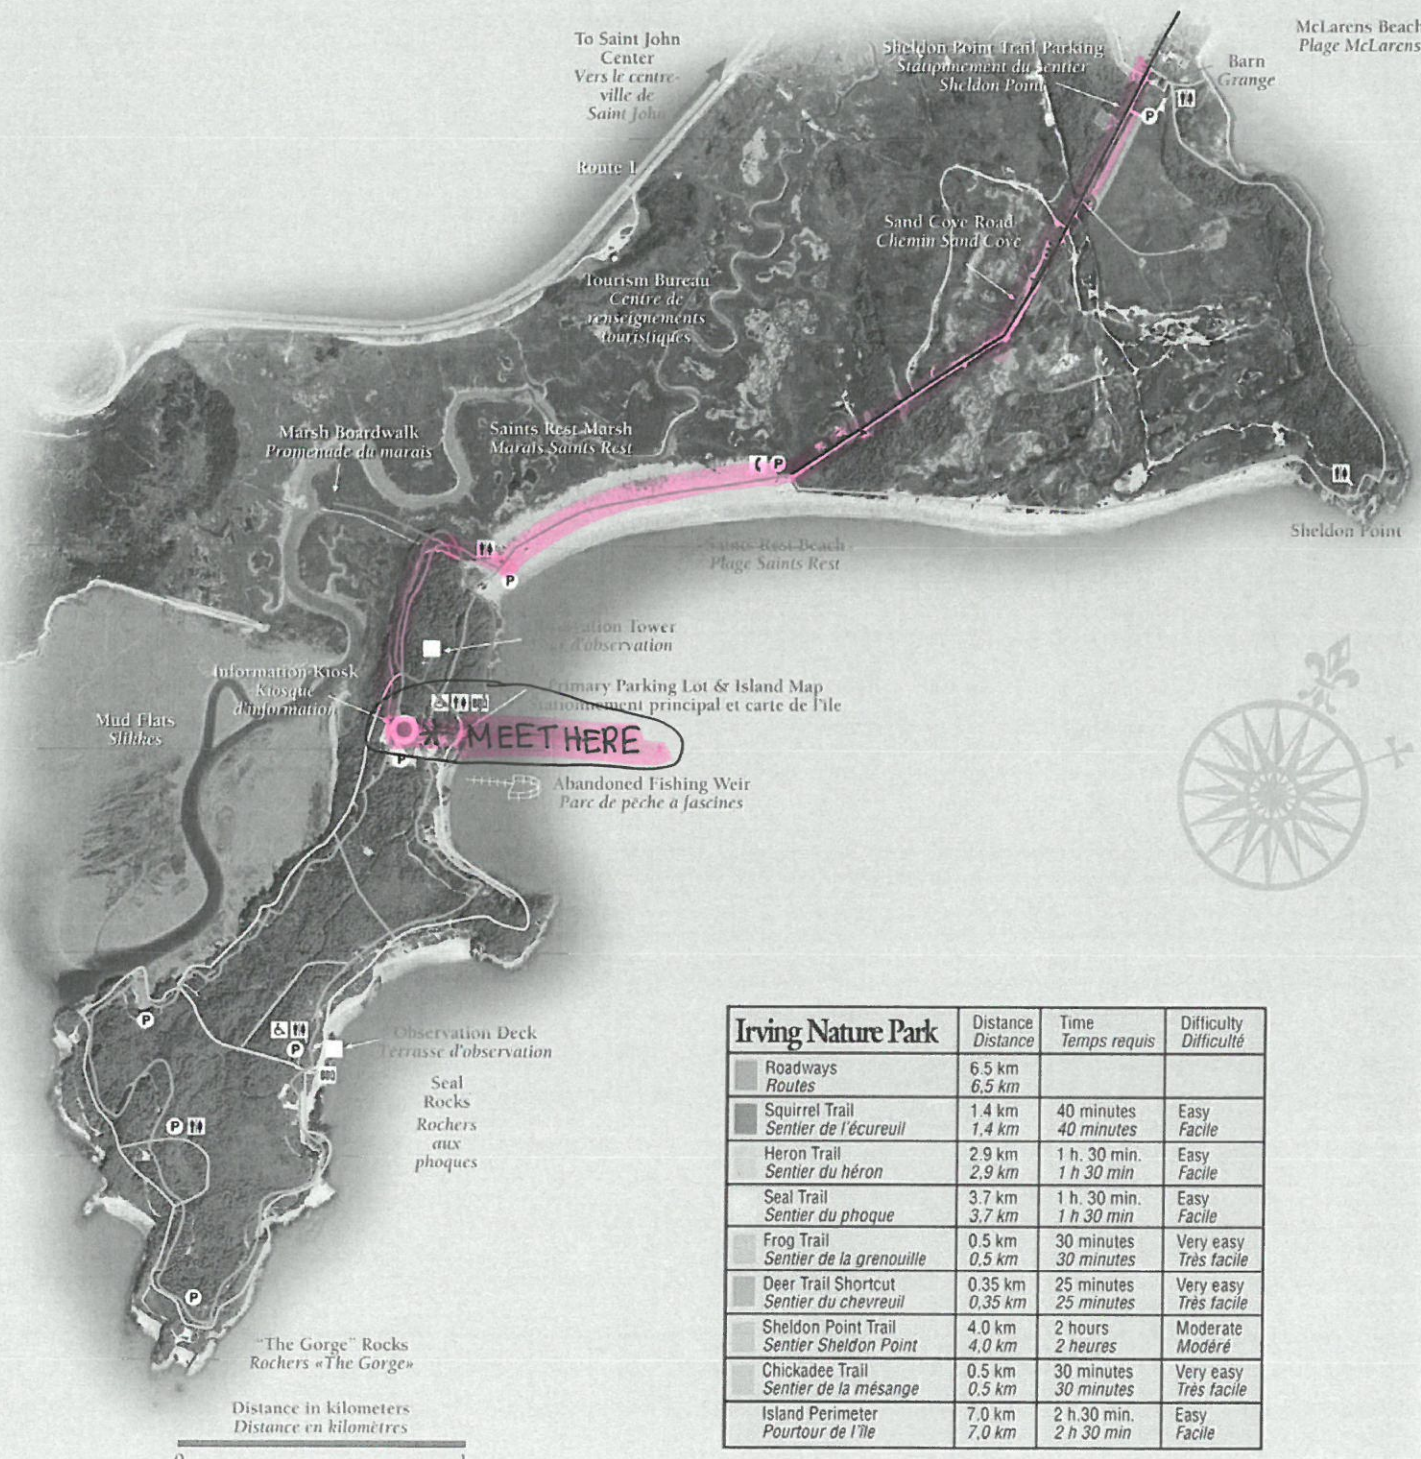 To Saint John
Center
Vers le centre-
ville de
Saint John
Route 1
Sheldon Point Trail Parking
Stationnement du sentier
Sheldon Point
McLarens Beach
Plage McLarens
Barn
Grange
P
Sand Cove Road
Chemin Sand Cove
Tourism Bureau
Centre de
renseignements
touristiques
Marsh Boardwalk
Promenade du marais
Saints Rest Marsh
Marais Saints Rest
P
Sheldon Point
Saints Rest Beach
Plage Saints Rest
P
Tower
d'observation
Information Kiosk
Kiosque
d'information
Primary Parking Lot & Island Map
Stationnement principal et carte de l'île
Mud Flats
Slikkes
* MEET HERE
P
Abandoned Fishing Weir
Parc de pêche a fascines
P
P
Observation Deck
Terrasse d'observation
Seal
Rocks
Rochers
aux
phoques
P
P
"The Gorge" Rocks
Rochers «The Gorge»
Distance in kilometers
Distance en kilomètres
0 1
Irving Nature Park Distance Time Difficulty
Distance Temps requis Difficulté
Roadways 6.5 km
Routes 6,5 km
Squirrel Trail 1.4 km 40 minutes Easy
Sentier de l'écureuil 1,4 km 40 minutes Facile
Heron Trail 2.9 km 1 h. 30 min. Easy
Sentier du héron 2,9 km 1 h 30 min Facile
Seal Trail 3.7 km 1 h. 30 min. Easy
Sentier du phoque 3,7 km 1 h 30 min Facile
Frog Trail 0.5 km 30 minutes Very easy
Sentier de la grenouille 0,5 km 30 minutes Très facile
Deer Trail Shortcut 0.35 km 25 minutes Very easy
Sentier du chevreuil 0,35 km 25 minutes Très facile
Sheldon Point Trail 4.0 km 2 hours Moderate
Sentier Sheldon Point 4.0 km 2 heures Modéré
Chickadee Trail 0.5 km 30 minutes Very easy
Sentier de la mésange 0.5 km 30 minutes Très facile
Island Perimeter 7.0 km 2 h.30 min. Easy
Pourtour de l'île 7,0 km 2 h 30 min Facile